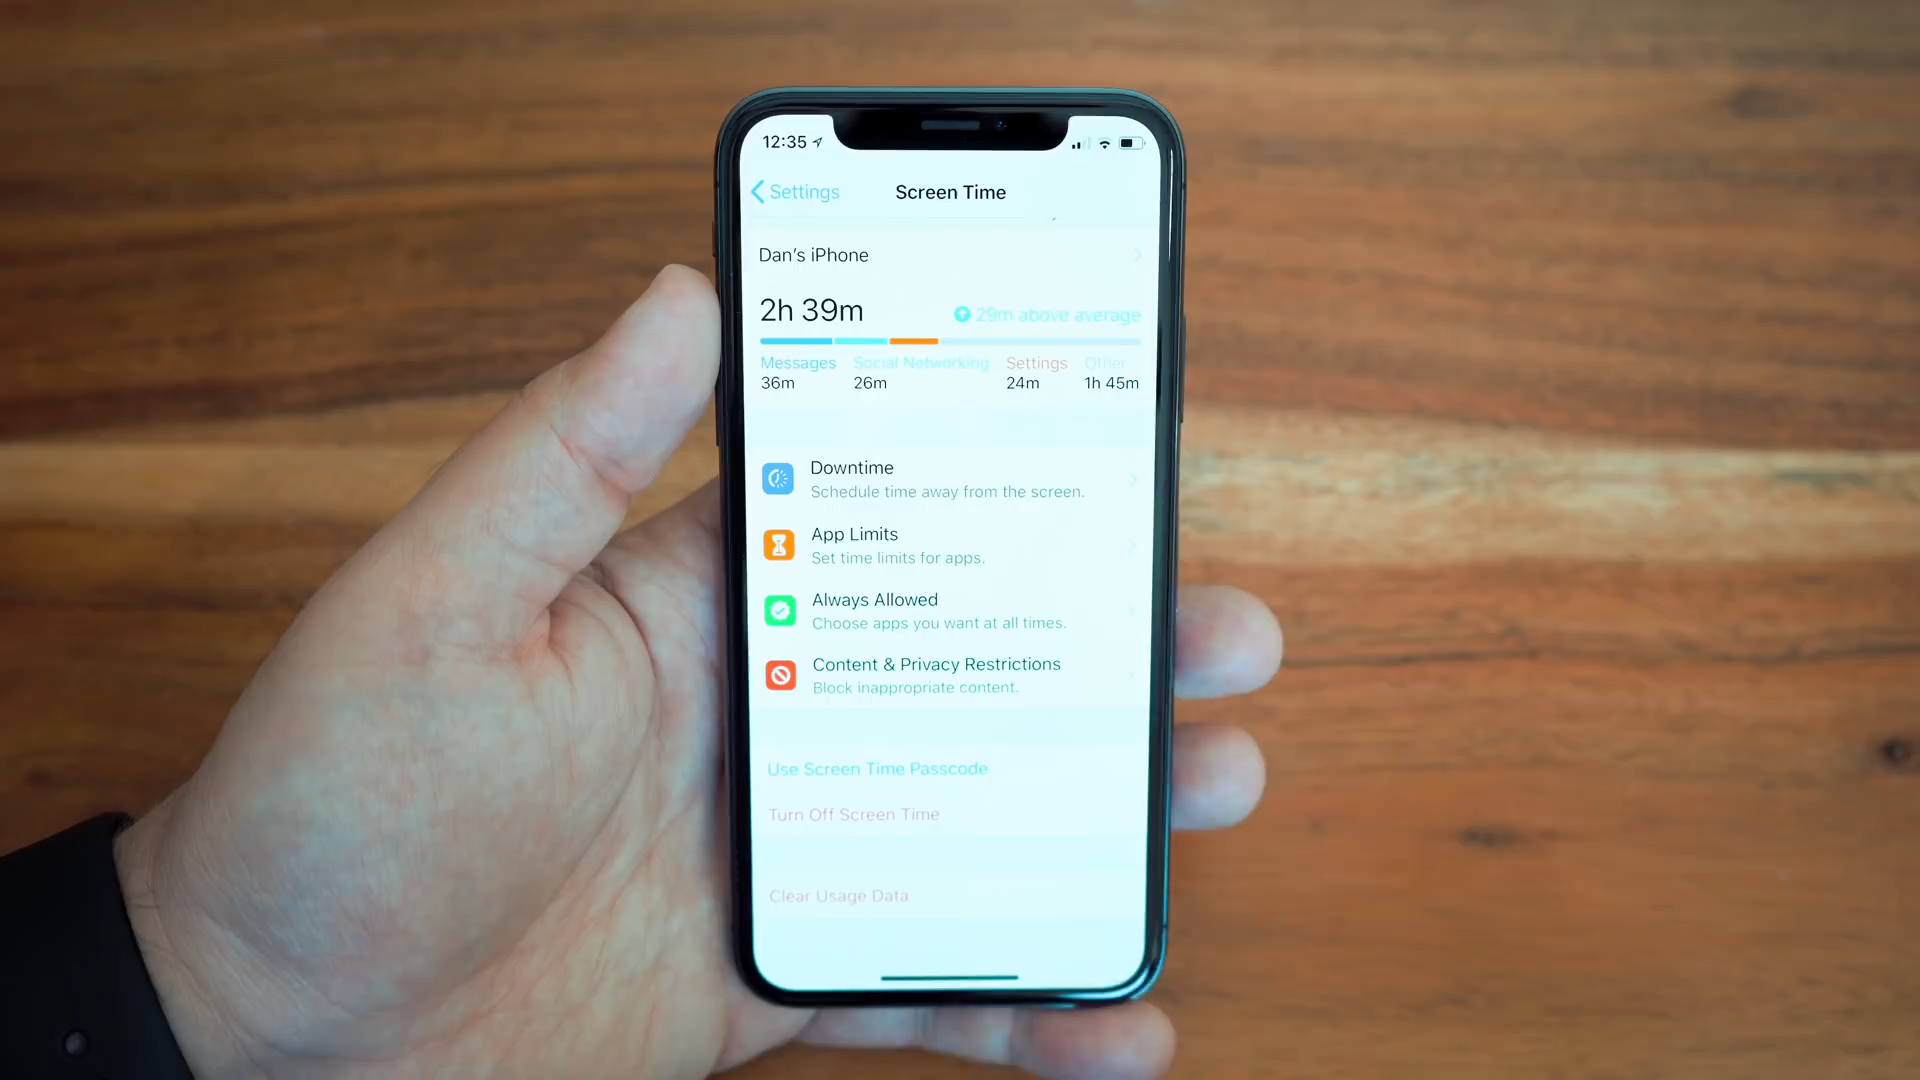 12:35
Settings
Screen Time
Dan's iPhone
2h 39m
29m above average
Messages Social Networking Settings Other
36m 26m 24m 1h 45m
Downtime
Schedule time away from the screen.
App Limits
Set time limits for apps.
Always Allowed
Choose apps you want at all times.
Content & Privacy Restrictions
Block inappropriate content.
Use Screen Time Passcode
Turn Off Screen Time
Clear Usage Data